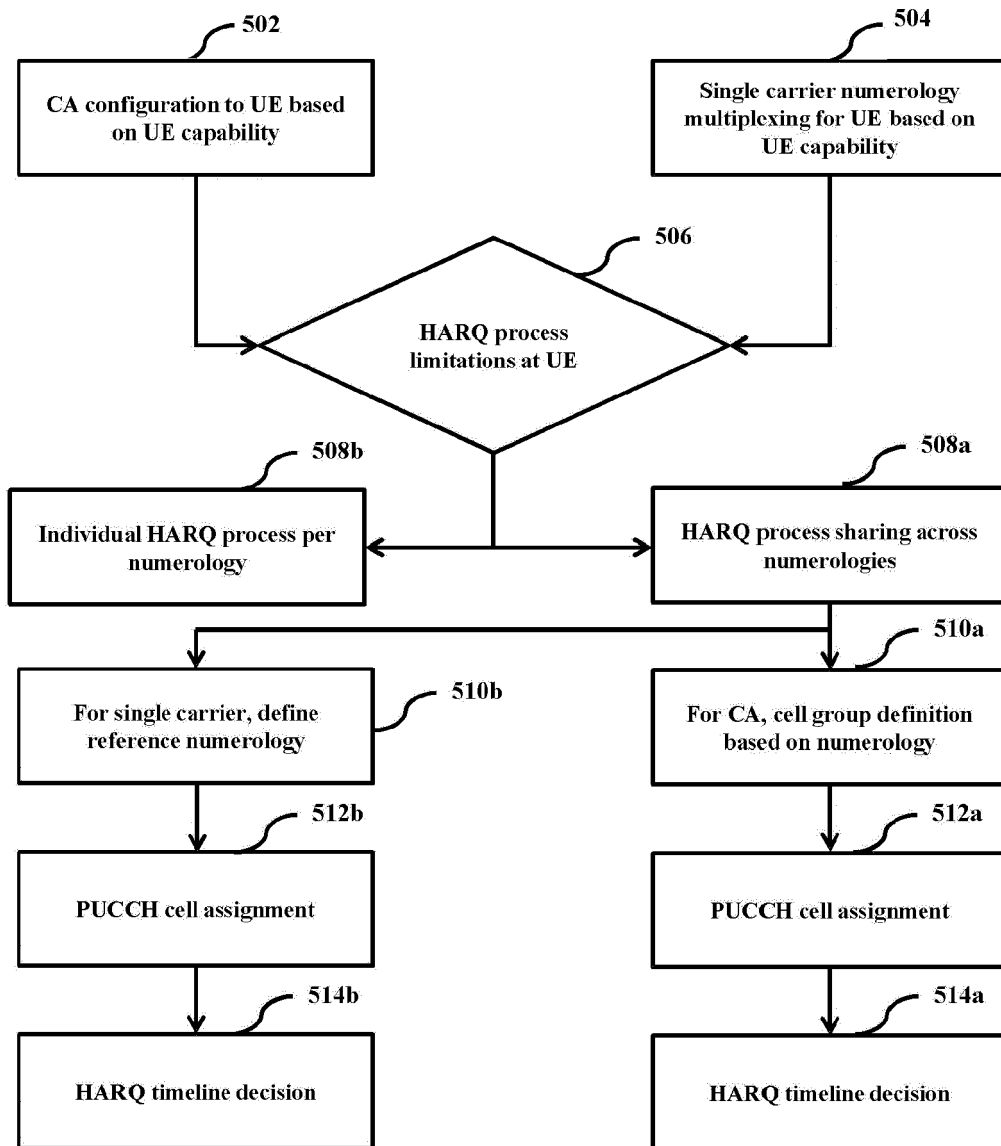 502
504
CA configuration to UE based
on UE capability
Single carrier numerology
multiplexing for UE based on
UE capability
506
HARQ process
limitations at UE
508b
508a
Individual HARQ process per
numerology
HARQ process sharing across
numerologies
510a
510b
For single carrier, define
reference numerology
For CA, cell group definition
based on numerology
512b
512a
PUCCH cell assignment
PUCCH cell assignment
514b
514a
HARQ timeline decision
HARQ timeline decision